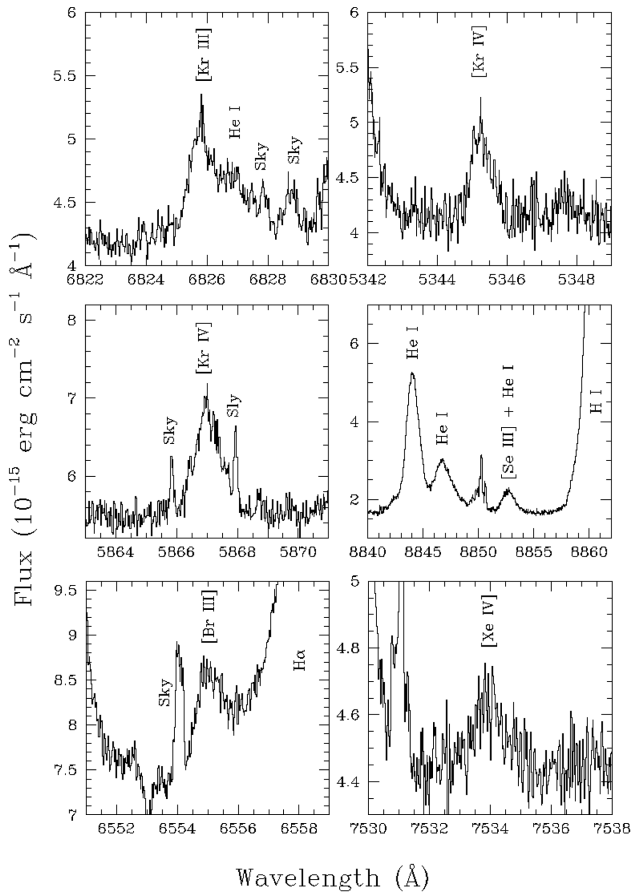 6
5.5
5
4.5
4
[Kr III]
He I
Sky
Sky
6822 6824 6826 6828 6830
6
5.5
5
4.5
4
[Kr IV]
5342 5344 5346 5348
8
7
6
Sky
[Kr IV]
Sly
5864 5866 5868 5870
6
4
2
He I
He I
[Se III] + He I
H I
8840 8845 8850 8855 8860
9.5
9
8.5
8
7.5
7
Sky
[Br III]
Hα
6552 6554 6556 6558
5
4.8
4.6
4.4
[Xe IV]
7530 7532 7534 7536 7538
Flux (10⁻¹⁵ erg cm⁻² s⁻¹ Å⁻¹)
Wavelength (Å)